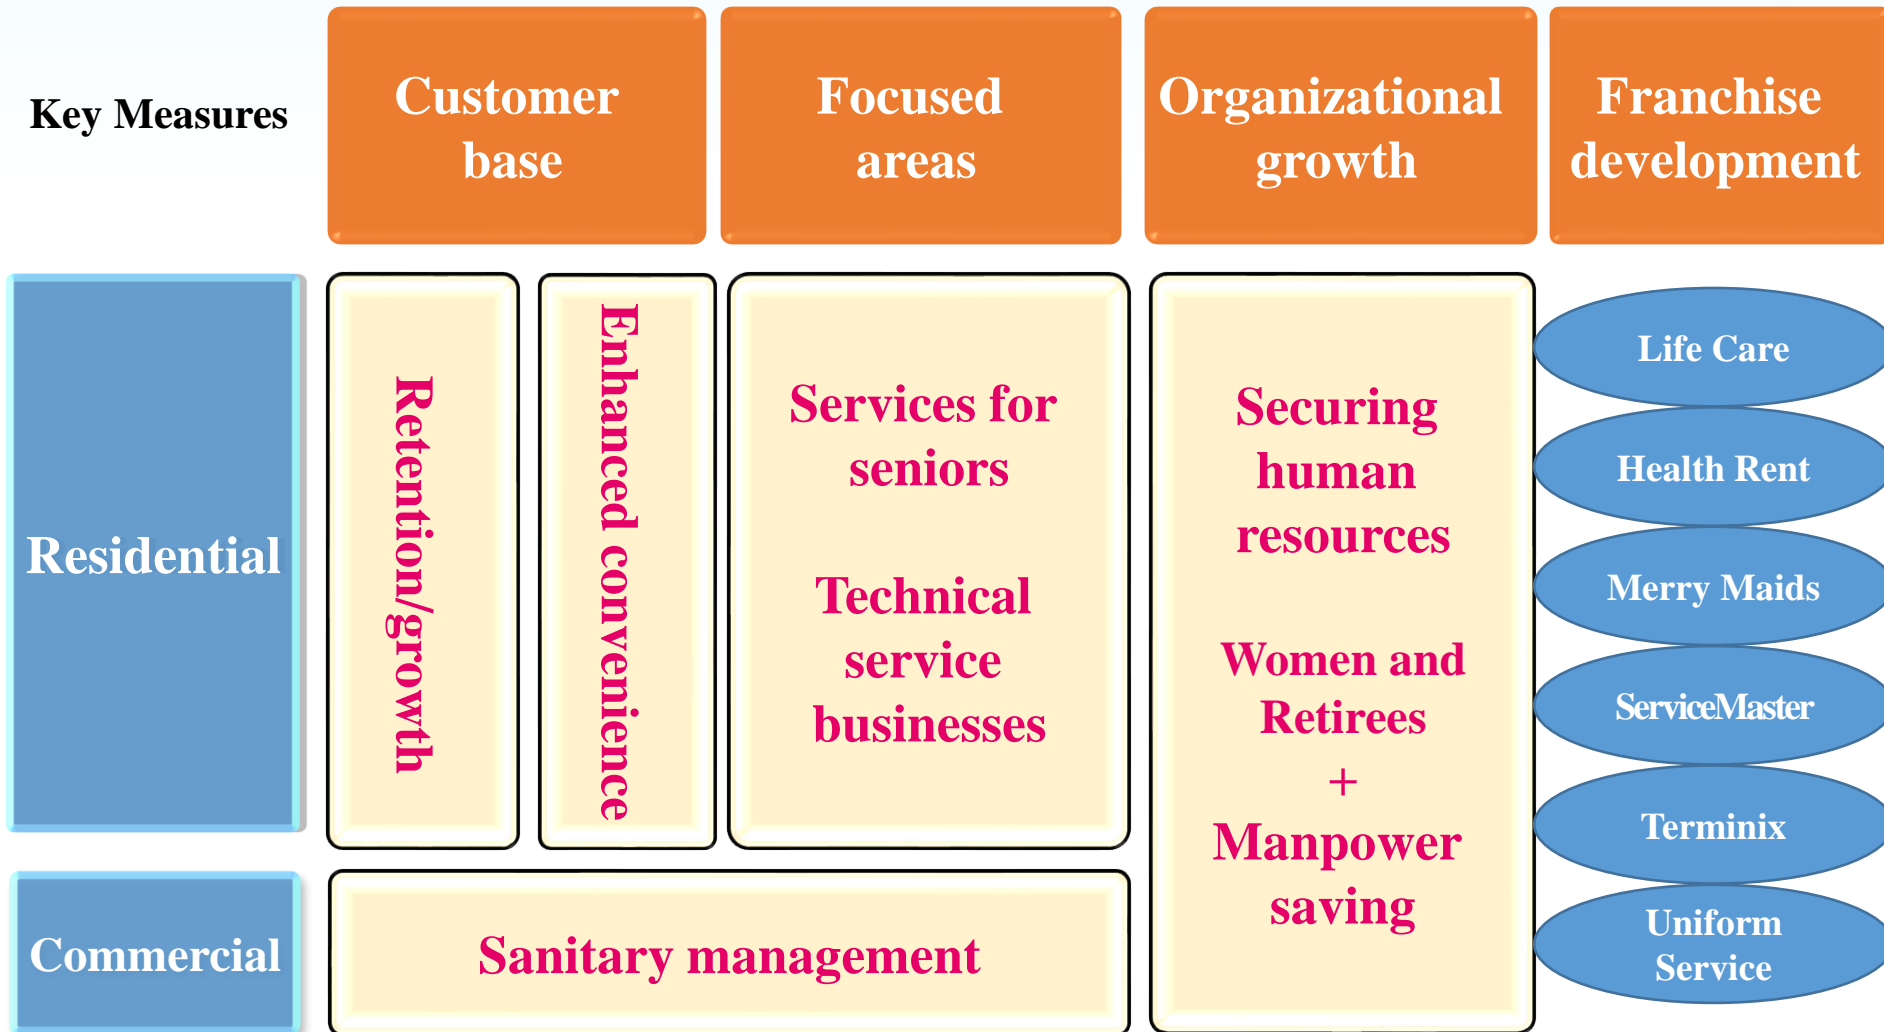 Key Measures
Customer
base
Focused
areas
Organizational
growth
Franchise
development
Residential
Retention/growth
Enhanced convenience
Services for
seniors
Technical
service
businesses
Securing
human
resources
Women and
Retirees
+
Manpower
saving
Life Care
Health Rent
Merry Maids
ServiceMaster
Terminix
Uniform
Service
Commercial
Sanitary management